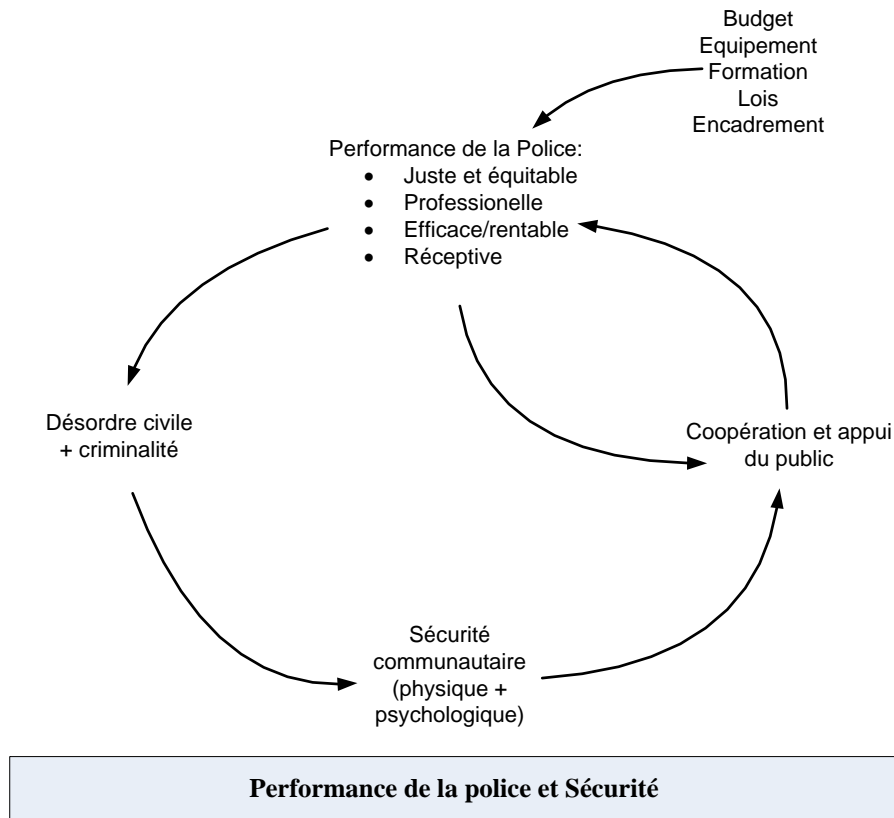 Budget
Equipement
Formation
Lois
Encadrement
Performance de la Police:
• Juste et équitable
• Professionelle
• Efficace/rentable
• Réceptive
Désordre civile
+ criminalité
Coopération et appui
du public
Sécurité
communautaire
(physique +
psychologique)
Performance de la police et Sécurité